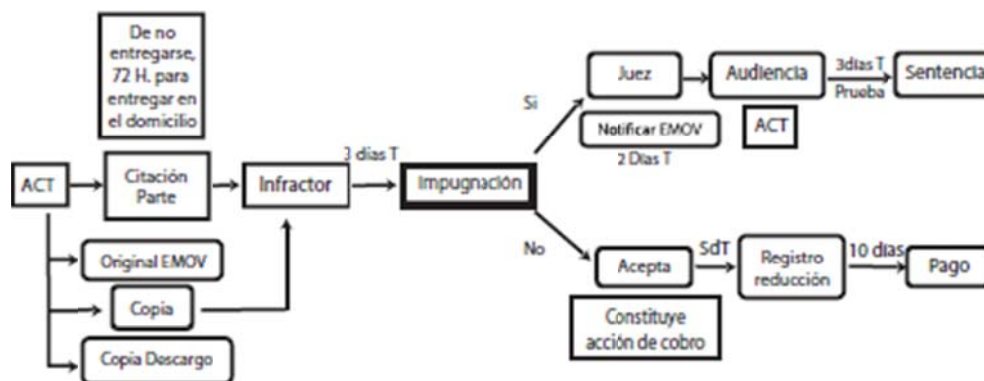 De no
entregarse,
72 H. para
entregar en
el domicilio
ACT
Citación
Parte
Infractor
3 días T
Impugnación
Original EMOV
Copia
Copia Descargo
Si
Juez
Audiencia
3días T
Prueba
Sentencia
Notificar EMOV
2 Días T
ACT
No
Acepta
SdT
Registro
reducción
10 días
Pago
Constituye
acción de cobro